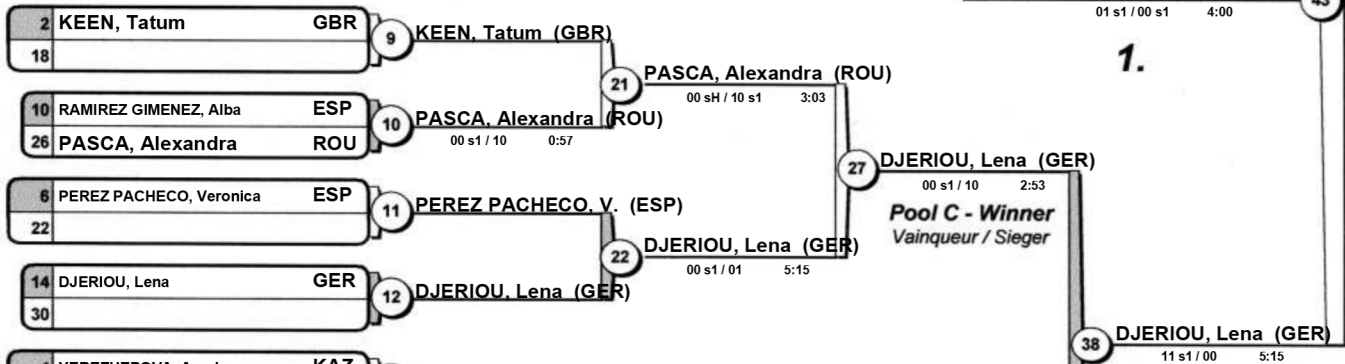 01 s1 / 00 s1 4:00
43
1.
2 KEEN, Tatum GBR
18
9 KEEN, Tatum (GBR)
21 PASCA, Alexandra (ROU)
00 sH / 10 s1 3:03
10 RAMIREZ GIMENEZ, Alba ESP
26 PASCA, Alexandra ROU
10 PASCA, Alexandra (ROU)
00 s1 / 10 0:57
27 DJERIOU, Lena (GER)
00 s1 / 10 2:53
Pool C - Winner
Vainqueur / Sieger
6 PEREZ PACHECO, Veronica ESP
22
11 PEREZ PACHECO, V. (ESP)
22 DJERIOU, Lena (GER)
00 s1 / 01 5:15
14 DJERIOU, Lena GER
30
12 DJERIOU, Lena (GER)
38 DJERIOU, Lena (GER)
11 s1 / 00 5:15
KAZ